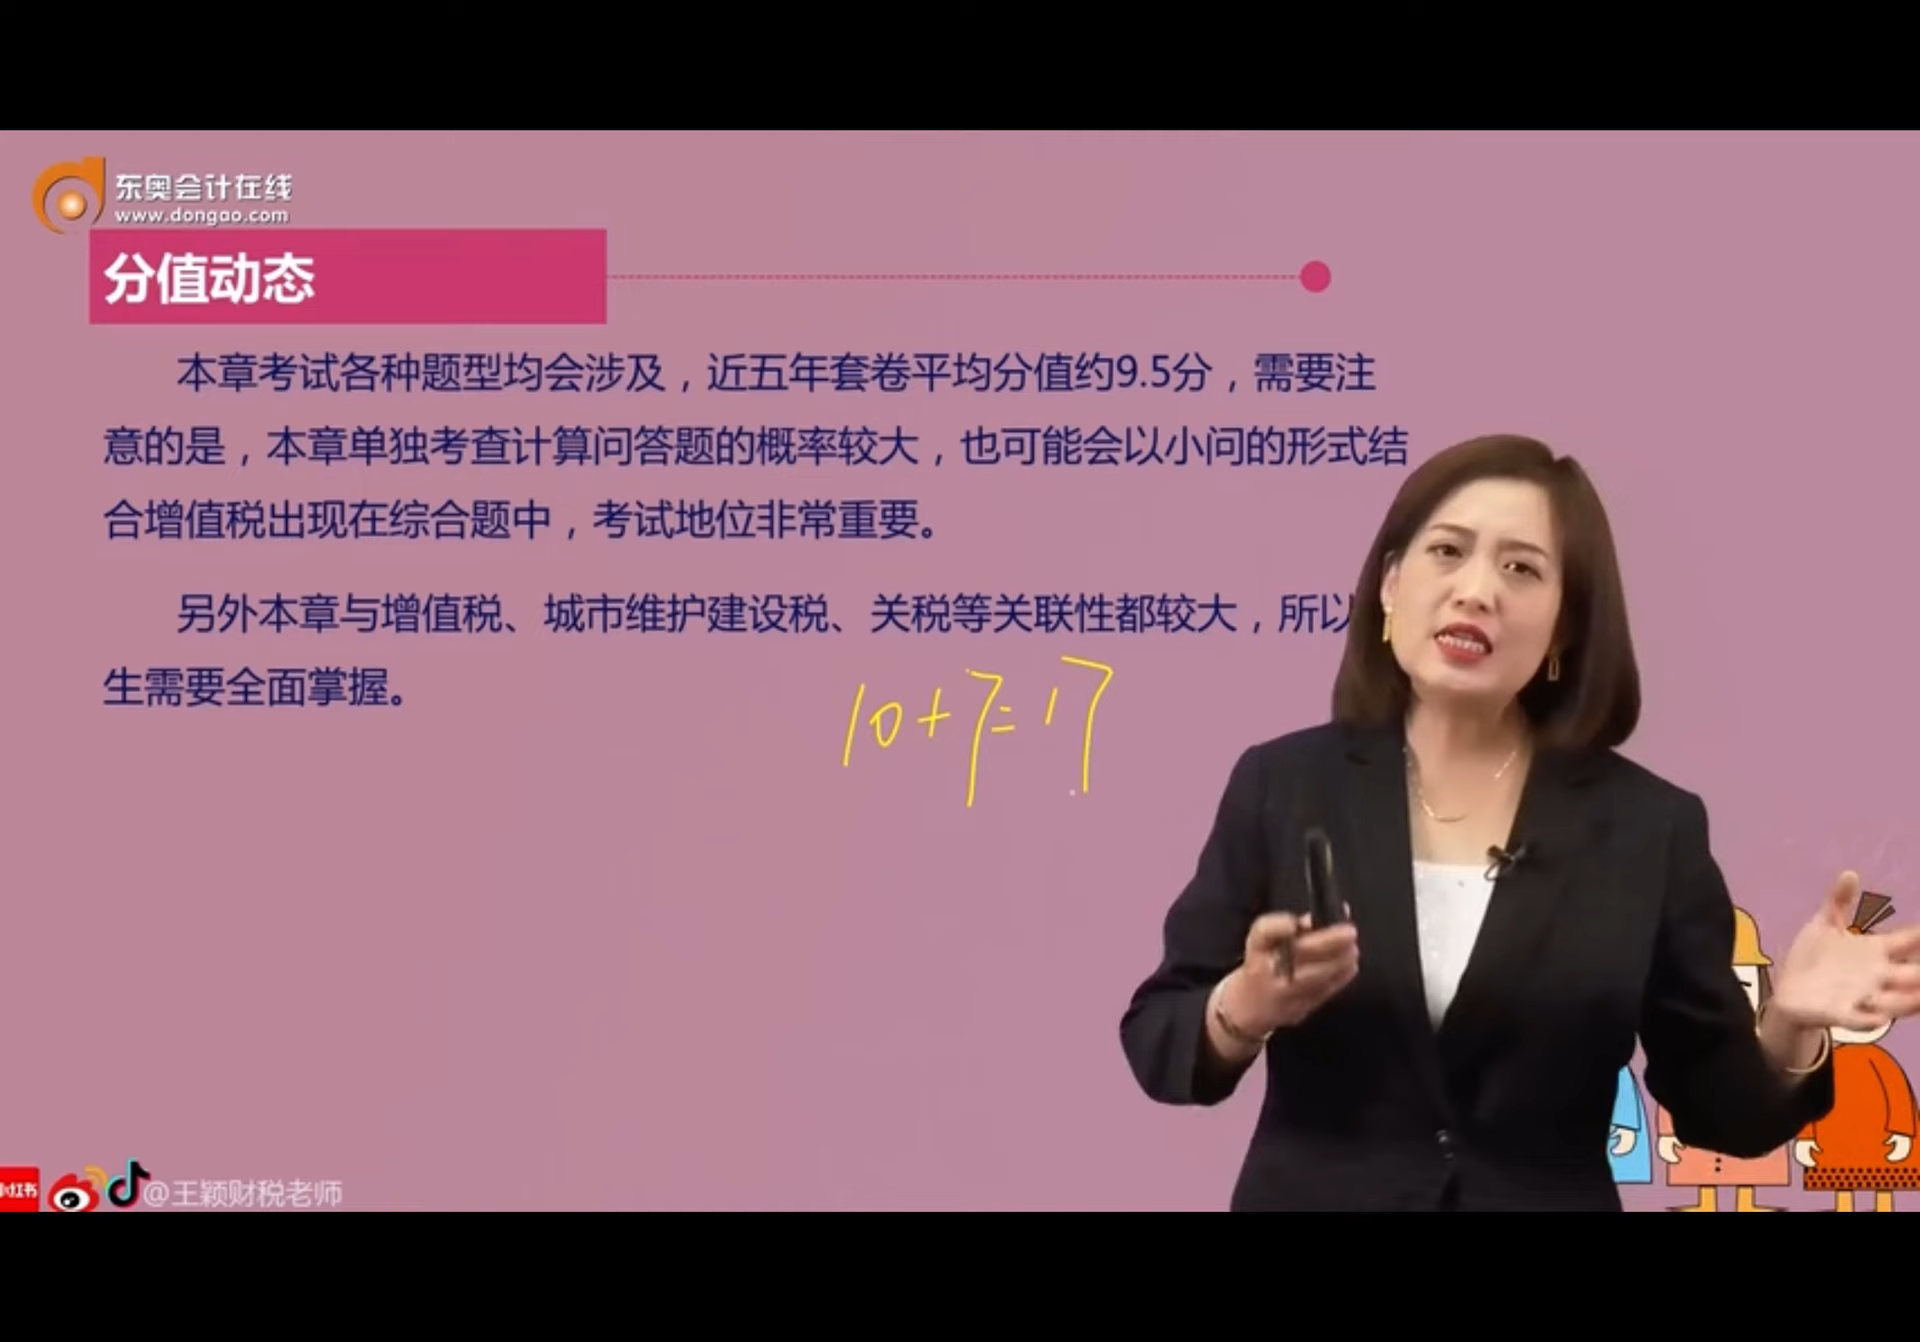 东奥会计在线
www.dongao.com
分值动态
本章考试各种题型均会涉及，近五年套卷平均分值约9.5分，需要注
意的是，本章单独考查计算问答题的概率较大，也可能会以小问的形式结
合增值税出现在综合题中，考试地位非常重要。
另外本章与增值税、城市维护建设税、关税等关联性都较大，所以
生需要全面掌握。
10+7=17
小红书
@王颖财税老师